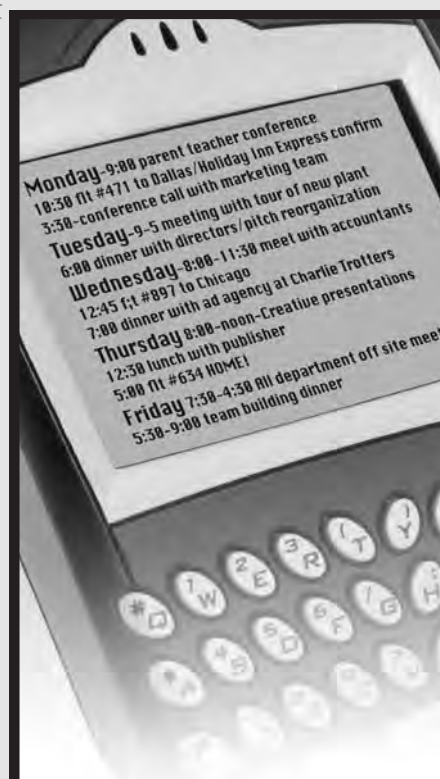 Monday-9:00 parent teacher conference
10:30 flt #471 to Dallas/Holiday Inn Express confirm
3:30-conference call with marketing team
Tuesday-9-5 meeting with tour of new plant
6:00 dinner with directors/pitch reorganization
Wednesday-8:00-11:30 meet with accountants
12:45 f;t #897 to Chicago
7:00 dinner with ad agency at Charlie Trotters
Thursday 8:00-noon-Creative presentations
12:30 lunch with publisher
5:00 flt #634 HOME!
Friday 7:30-4:30 All department off site mee
5:30-9:00 team building dinner
# Q 1 W 2 E 3 R ( T ) Y
* A 4 S 5 D 6 F / G : H